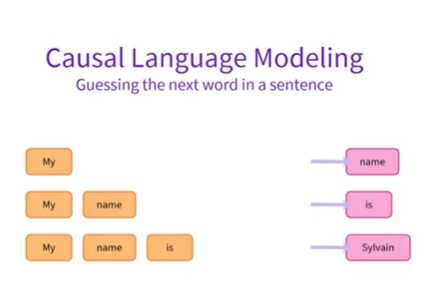 Causal Language Modeling
Guessing the next word in a sentence
My name
My name is
My name is Sylvain